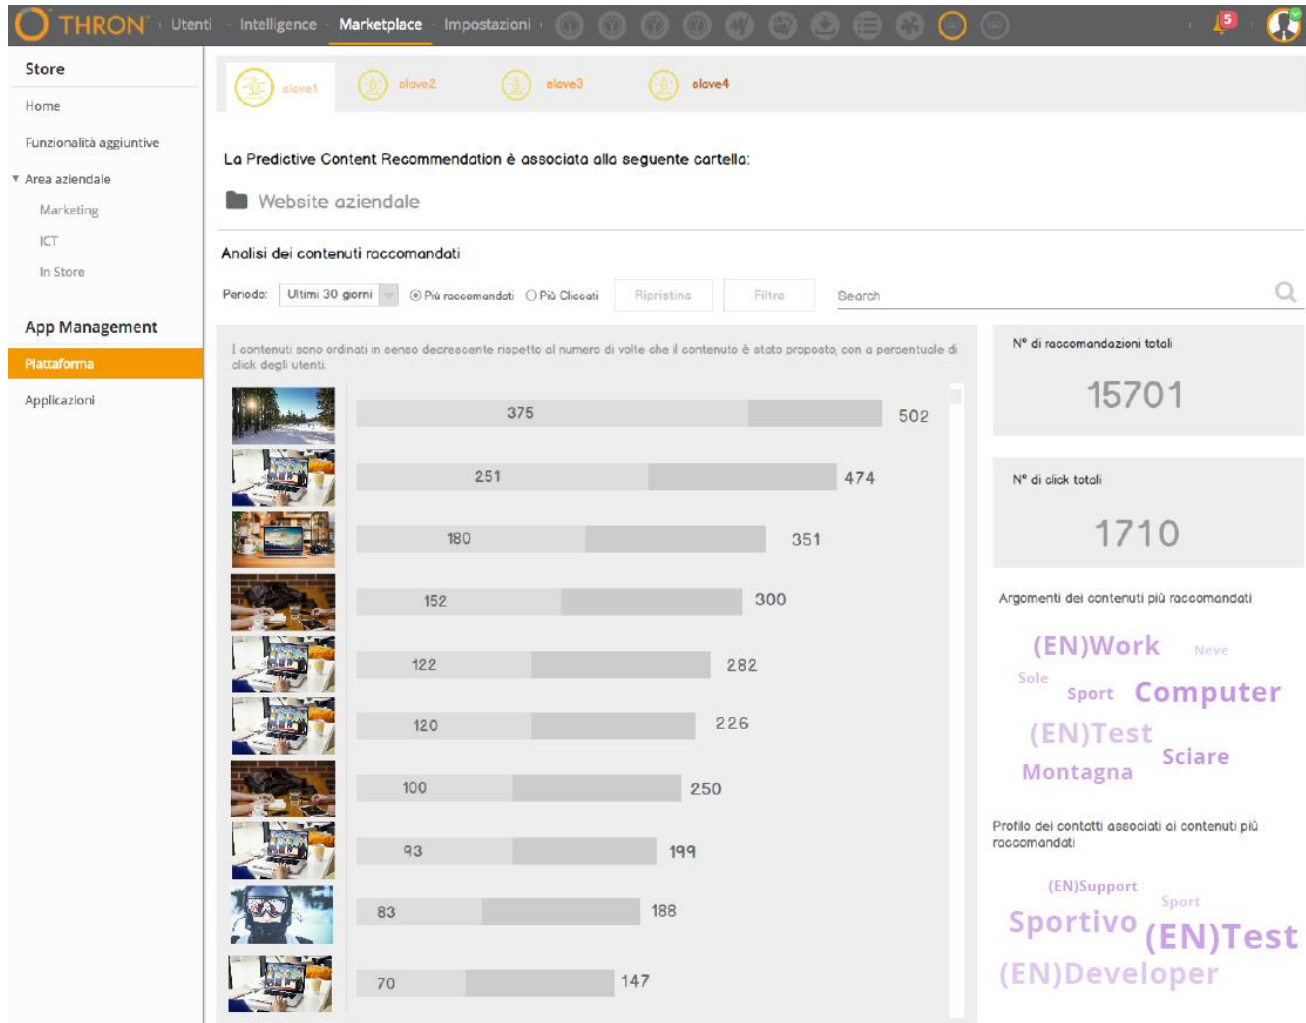 THRON Utenti Intelligence Marketplace Impostazioni 5
Store
Home
Funzionalità aggiuntive
Area aziendale
Marketing
ICT
In Store
App Management
Piattaforma
Applicazioni
slave1 slave2 slave3 slave4
La Predictive Content Recommendation è associata alla seguente cartella:
Website aziendale
Analisi dei contenuti raccomandati
Periodo: Ultimi 30 giorni Più raccomandati Più Cliccati Ripristina Filtra Search
I contenuti sono ordinati in senso decrescente rispetto al numero di volte che il contenuto è stato proposto, con a percentuale di
click degli utenti.
375 502
251 474
180 351
152 300
122 282
120 226
100 250
93 199
83 188
70 147
N° di raccomandazioni totali
15701
N° di click totali
1710
Argomenti dei contenuti più raccomandati
(EN)Work Neve
Sole
Sport Computer
(EN)Test
Sciare
Montagna
Profilo dei contatti associati ai contenuti più
raccomandati
(EN)Support
Sport
Sportivo (EN)Test
(EN)Developer